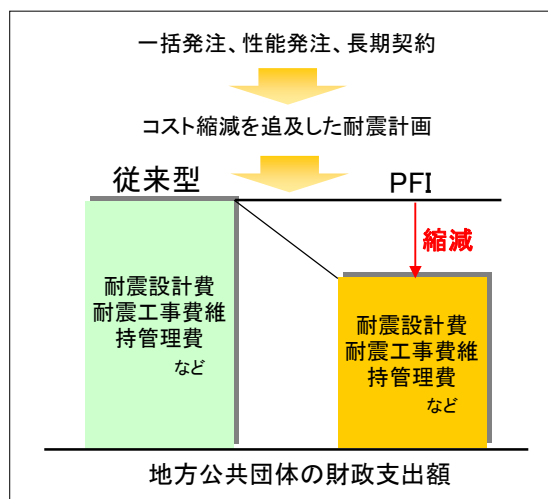 一括発注、性能発注、長期契約
コスト縮減を追及した耐震計画
従来型
PFI
縮減
耐震設計費
耐震工事費維
持管理費
など
耐震設計費
耐震工事費維
持管理費
など
地方公共団体の財政支出額